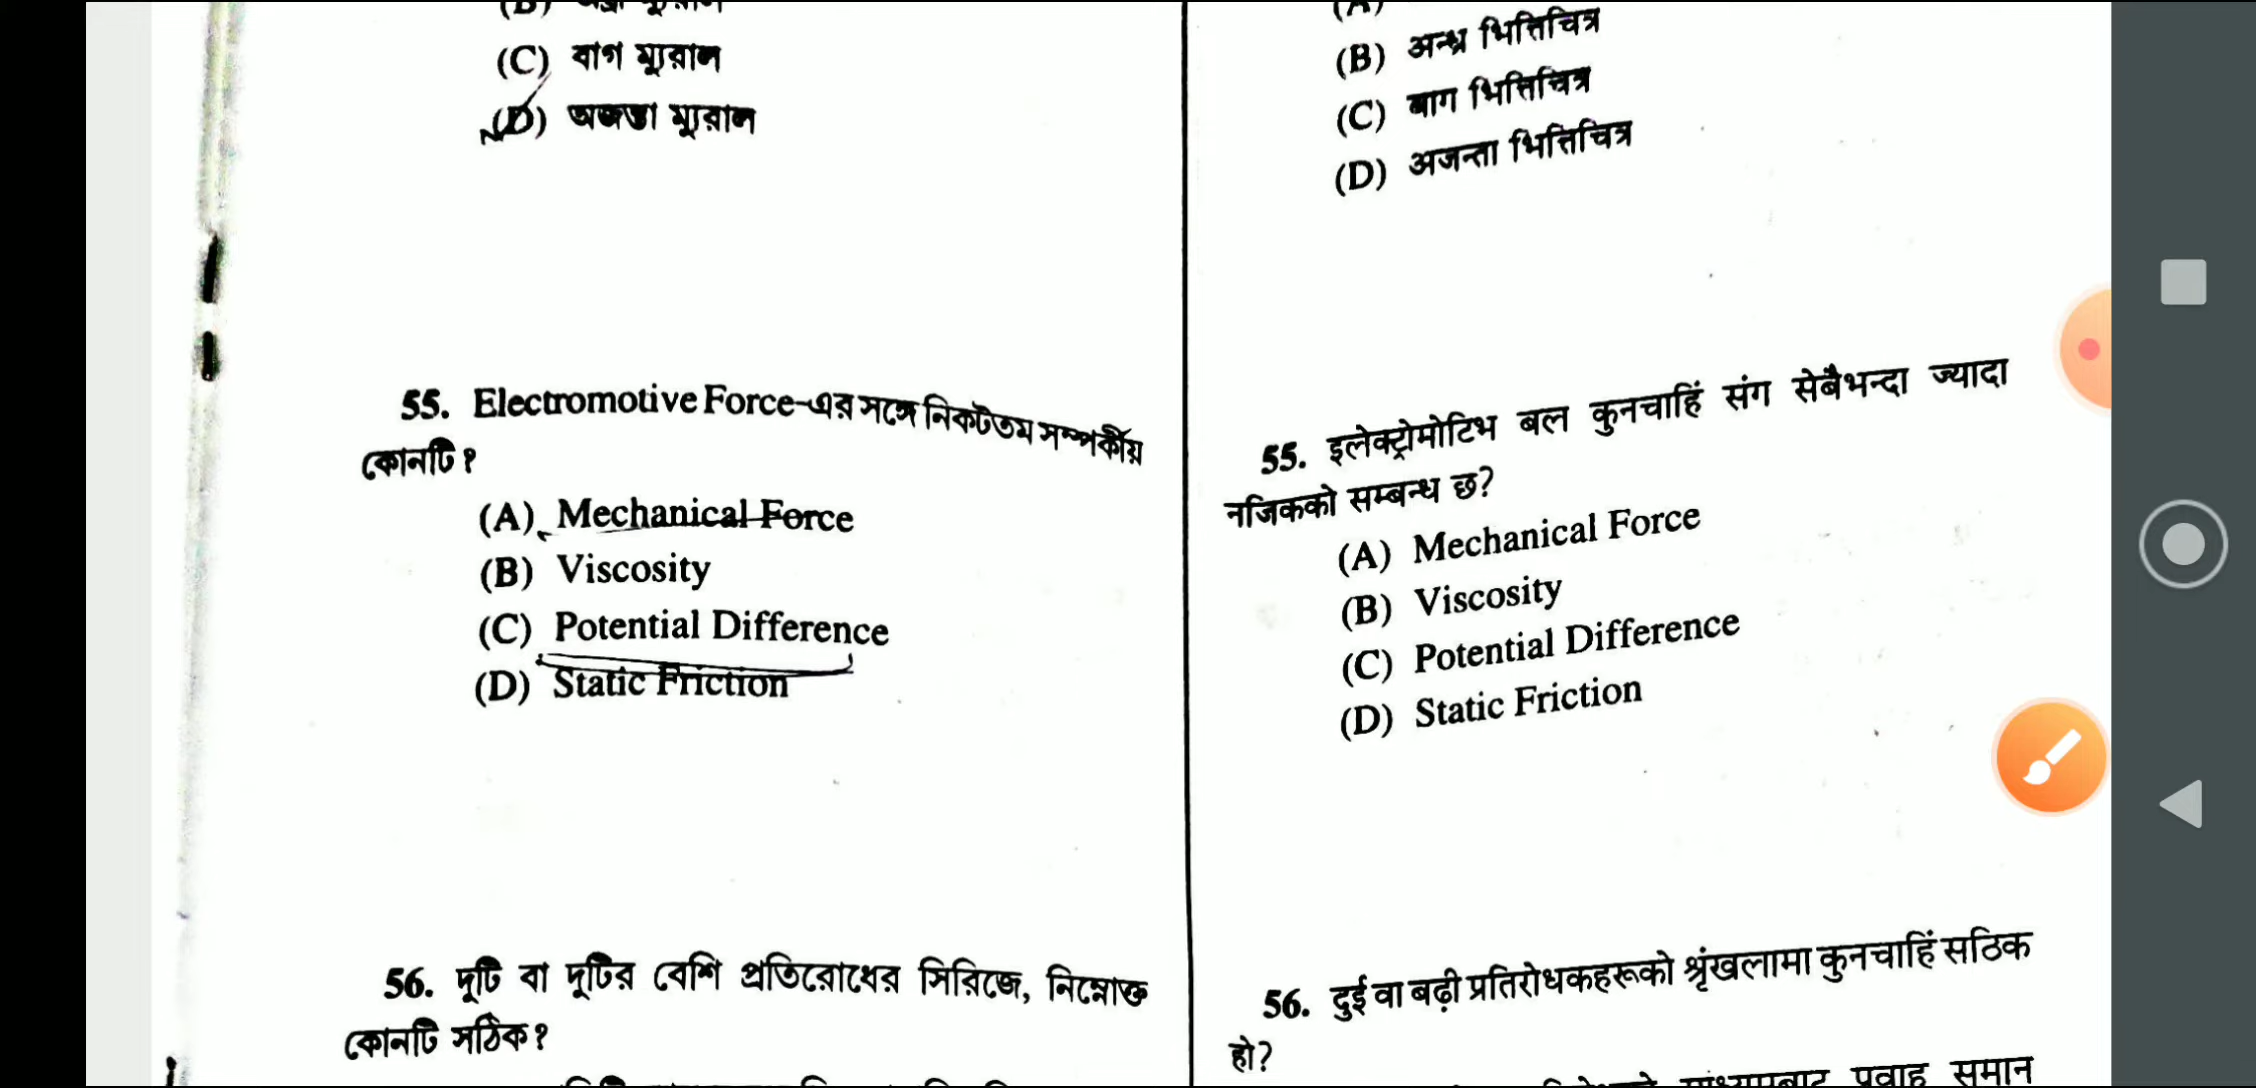 (C) বাগ ম্যুরাল
(D) অজন্তা ম্যুরাল
55. Electromotive Force-এর সঙ্গে নিকটতম সম্পর্কীয়
কোনটি ?
(A) Mechanical Force
(B) Viscosity
(C) Potential Difference
(D) Static Friction
56. দুটি বা দুটির বেশি প্রতিরোধের সিরিজে, নিম্নোক্ত
কোনটি সঠিক ?
(B) अन्ध्र भित्तिचित्र
(C) बाग भित्तिचित्र
(D) अजन्ता भित्तिचित्र
55. इलेक्ट्रोमोटिभ बल कुनचाहिं संग सेबैभन्दा ज्यादा
नजिकको सम्बन्ध छ?
(A) Mechanical Force
(B) Viscosity
(C) Potential Difference
(D) Static Friction
56. दुई वा बढ़ी प्रतिरोधकहरूको श्रृंखलामा कुनचाहिं सठिक
हो?
प्रवाह समान